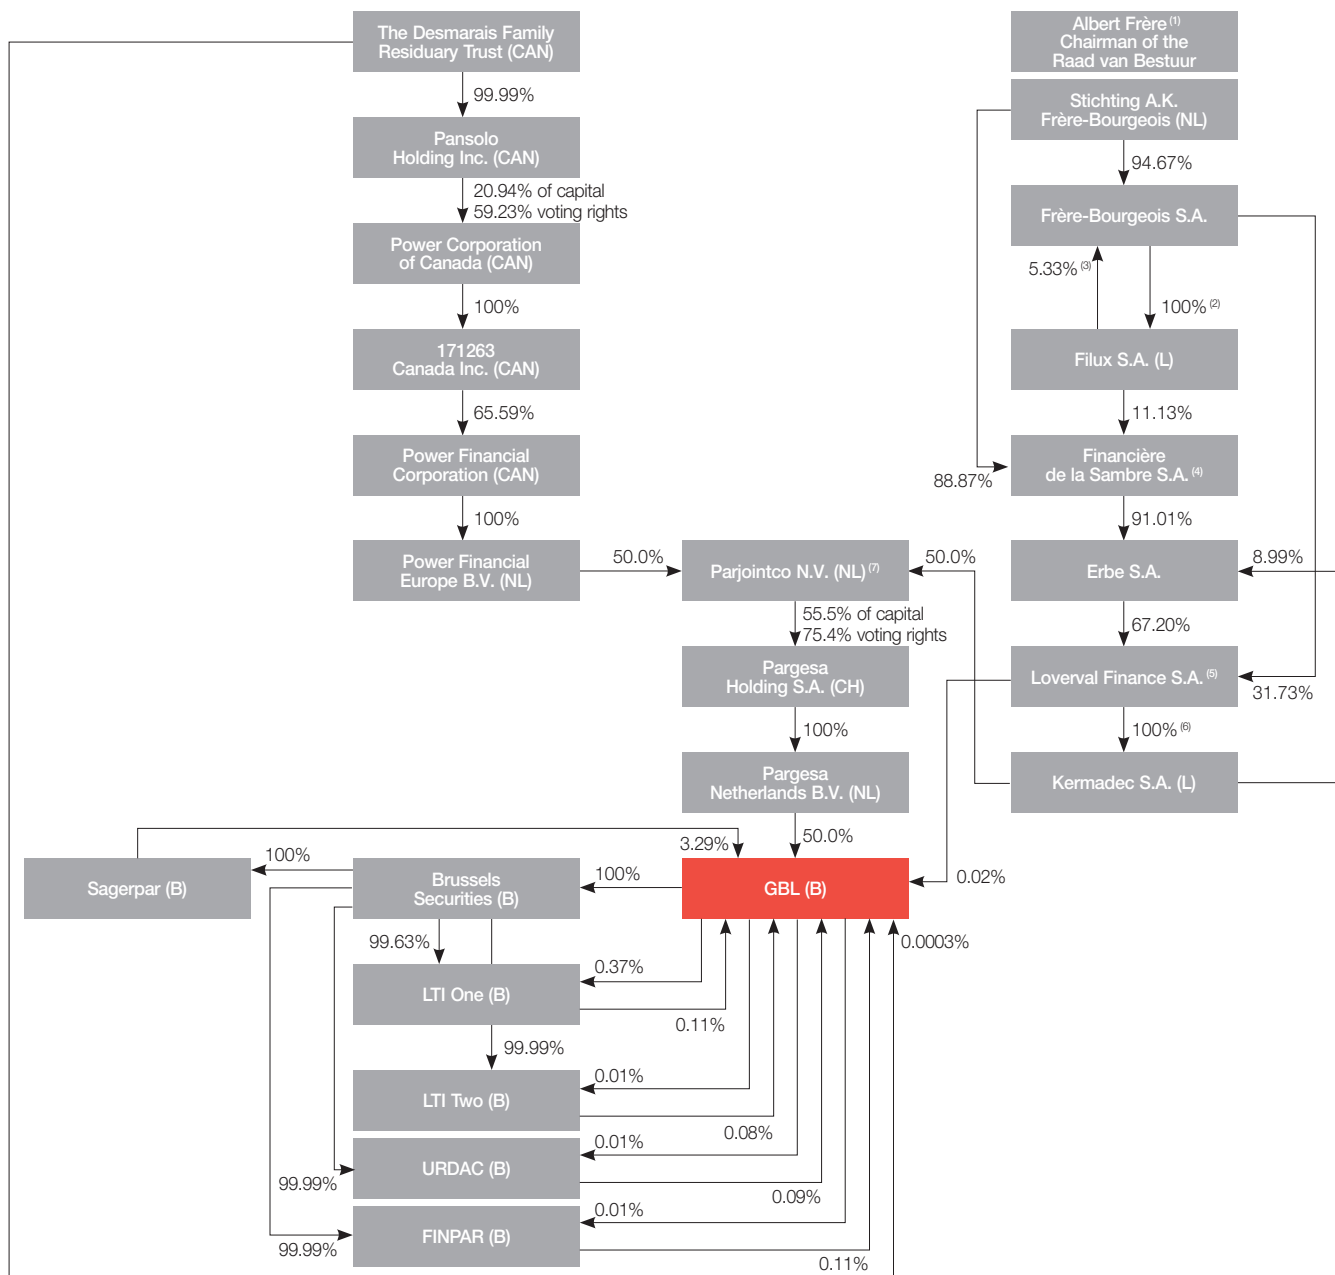 The Desmarais Family
Residuary Trust (CAN)
99.99%
Pansolo
Holding Inc. (CAN)
20.94% of capital
59.23% voting rights
Power Corporation
of Canada (CAN)
100%
171263
Canada Inc. (CAN)
65.59%
Power Financial
Corporation (CAN)
100%
Power Financial
Europe B.V. (NL)
50.0%
Parjointco N.V. (NL) (7)
50.0%
55.5% of capital
75.4% voting rights
Pargesa
Holding S.A. (CH)
100%
Pargesa
Netherlands B.V. (NL)
50.0%
Albert Frère (1)
Chairman of the
Raad van Bestuur
Stichting A.K.
Frère-Bourgeois (NL)
94.67%
Frère-Bourgeois S.A.
5.33% (3)
100% (2)
Filux S.A. (L)
11.13%
Financière
de la Sambre S.A. (4)
88.87%
91.01%
Erbe S.A.
8.99%
67.20%
Loverval Finance S.A. (5)
31.73%
100% (6)
Kermadec S.A. (L)
3.29%
Sagerpar (B)
100%
Brussels
Securities (B)
100%
GBL (B)
0.02%
0.0003%
99.63%
0.37%
LTI One (B)
0.11%
99.99%
0.01%
LTI Two (B)
0.08%
0.01%
URDAC (B)
99.99%
0.09%
0.01%
FINPAR (B)
99.99%
0.11%